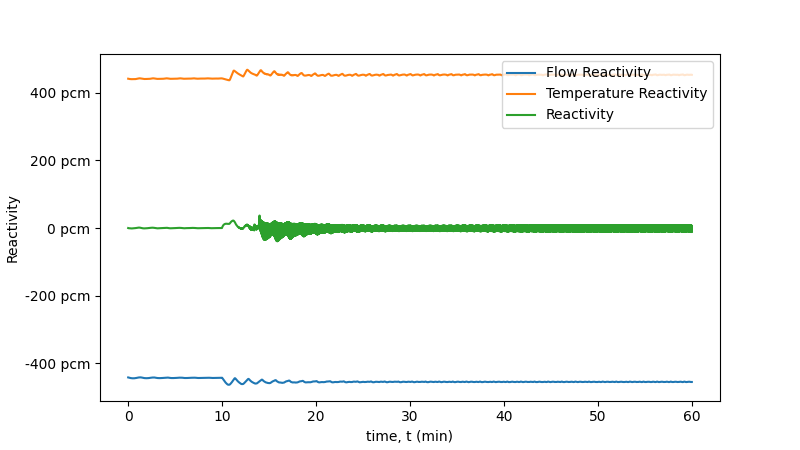 Flow Reactivity
Temperature Reactivity
Reactivity
400 pcm
200 pcm
0 pcm
-200 pcm
-400 pcm
Reactivity
0 10 20 30 40 50 60
time, t (min)